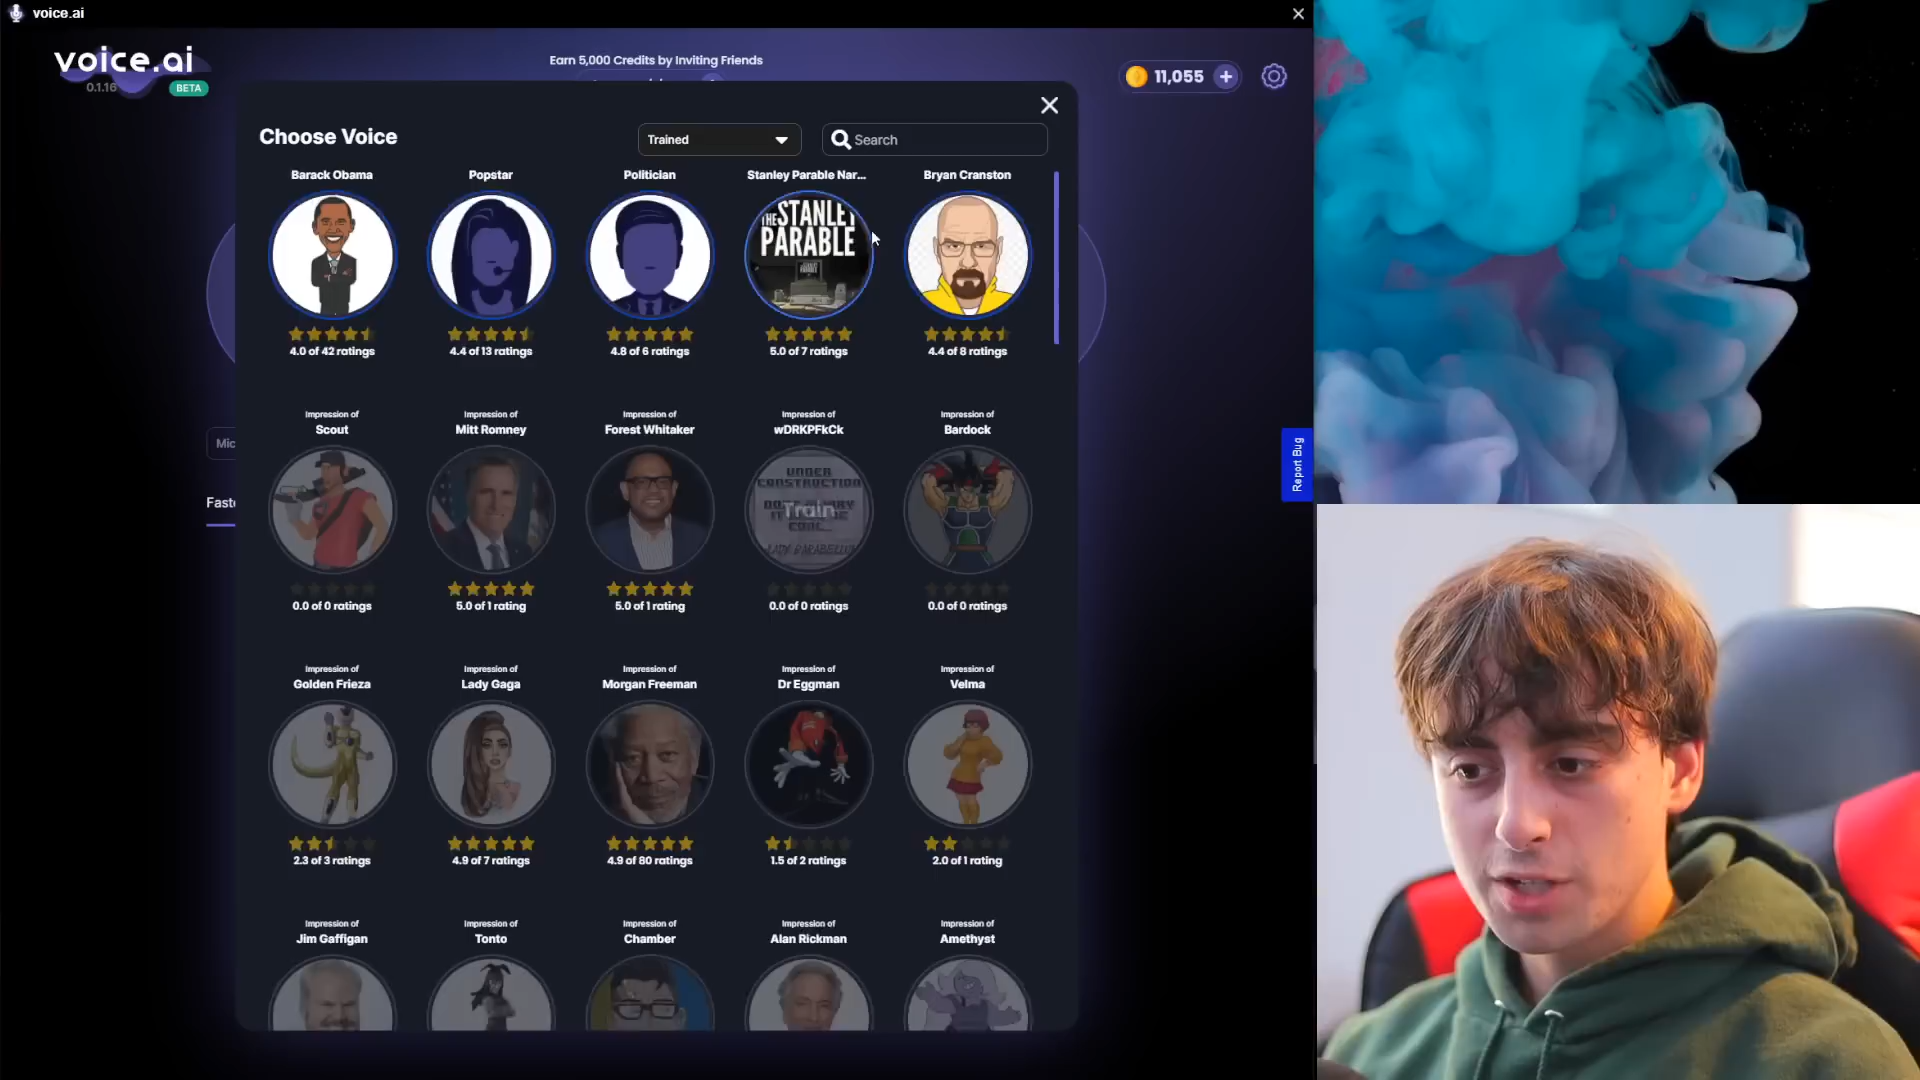 voice.ai
voice.ai
0.1.16
BETA
Earn 5,000 Credits by Inviting Friends
11,055
Choose Voice
Trained
Search
Barack Obama
Popstar
Politician
Stanley Parable Nar...
Bryan Cranston
THE STANLEY
PARABLE
4.0 of 42 ratings
4.4 of 13 ratings
4.8 of 6 ratings
5.0 of 7 ratings
4.4 of 8 ratings
Impression of
Scout
Impression of
Mitt Romney
Impression of
Forest Whitaker
Impression of
wDRKPFkCk
Impression of
Bardock
Mic
Report Bug
UNDER
CONSTRUCTION
Train
Faste
0.0 of 0 ratings
5.0 of 1 rating
5.0 of 1 rating
0.0 of 0 ratings
0.0 of 0 ratings
Impression of
Golden Frieza
Impression of
Lady Gaga
Impression of
Morgan Freeman
Impression of
Dr Eggman
Impression of
Velma
2.3 of 3 ratings
4.9 of 7 ratings
4.9 of 80 ratings
1.5 of 2 ratings
2.0 of 1 rating
Impression of
Jim Gaffigan
Impression of
Tonto
Impression of
Chamber
Impression of
Alan Rickman
Impression of
Amethyst